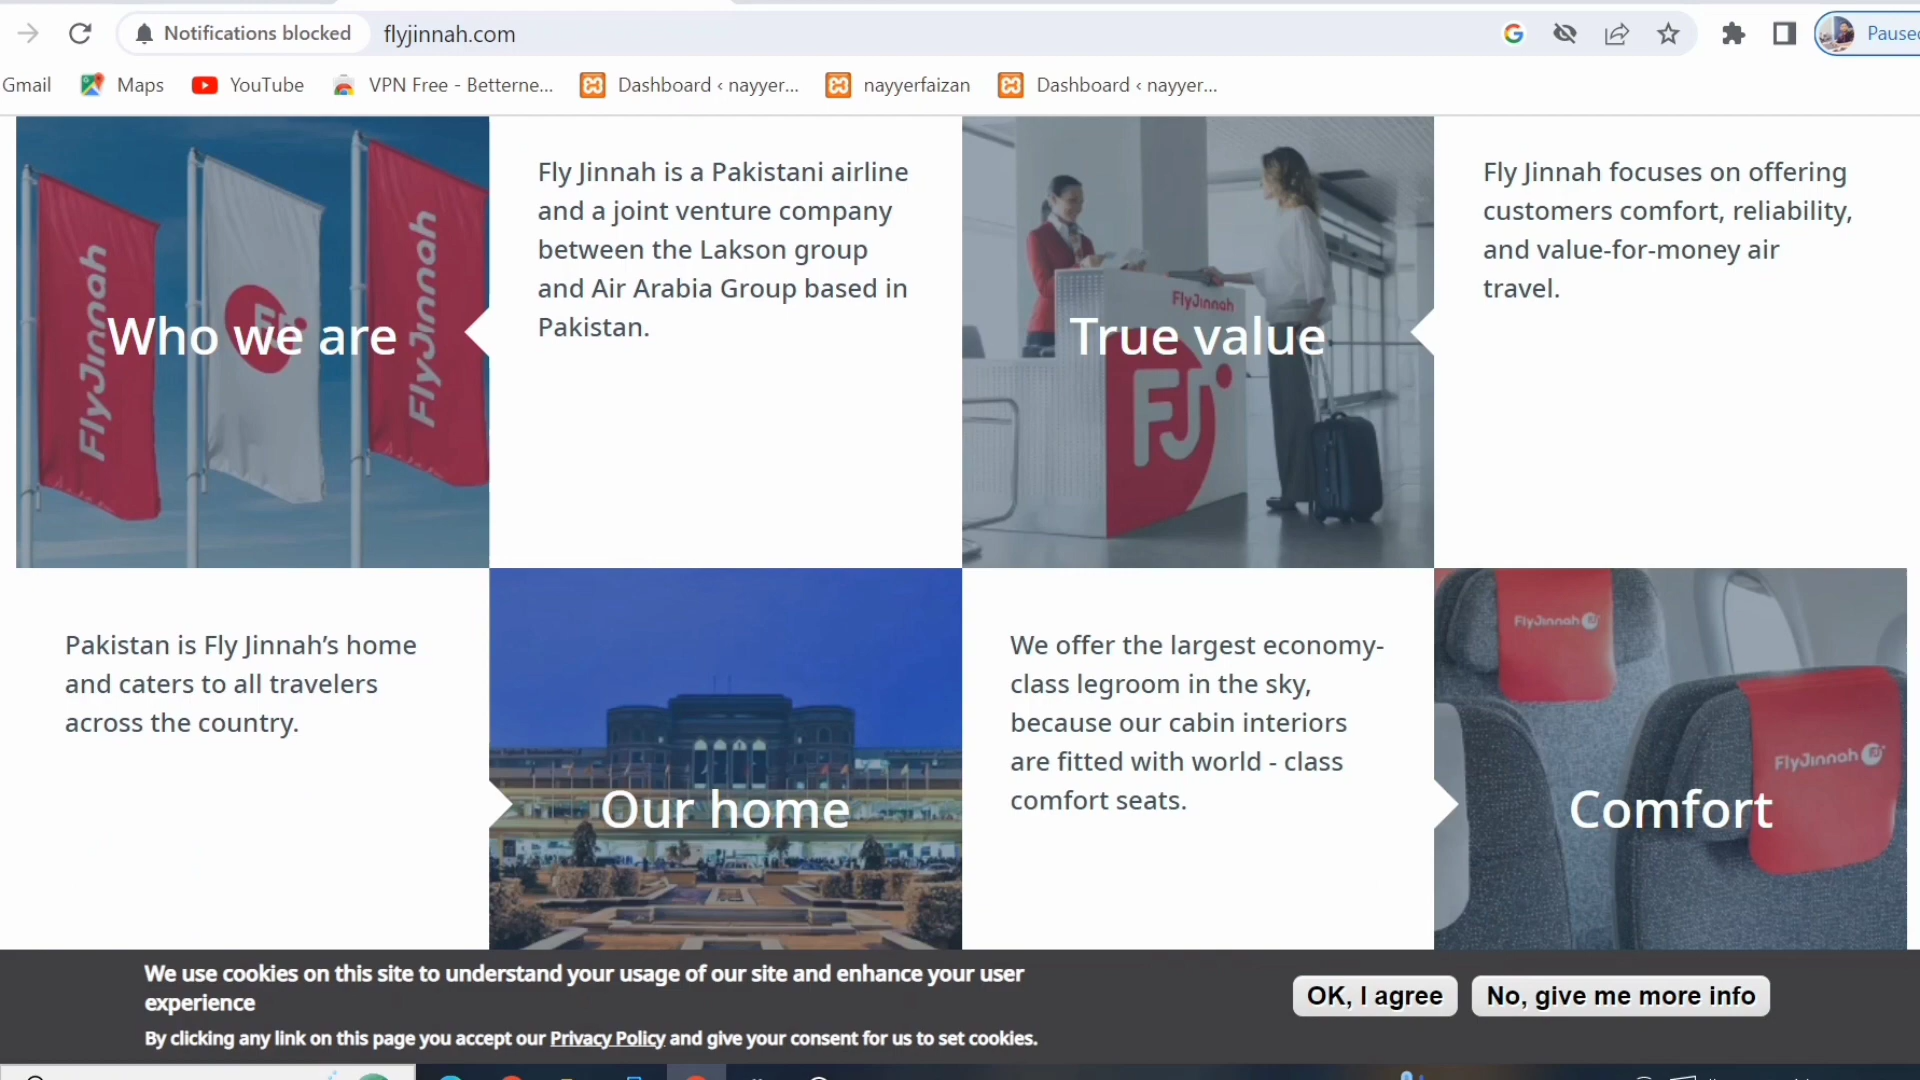 Notifications blocked
flyjinnah.com
Paused
Gmail
Maps
YouTube
VPN Free - Betterne...
Dashboard ‹ nayyer...
nayyerfaizan
Dashboard ‹ nayyer...
FlyJinnah
FJ
FlyJinnah
Who we are
Fly Jinnah is a Pakistani airline
and a joint venture company
between the Lakson group
and Air Arabia Group based in
Pakistan.
FlyJinnah
FJ
True value
Fly Jinnah focuses on offering
customers comfort, reliability,
and value-for-money air
travel.
Pakistan is Fly Jinnah’s home
and caters to all travelers
across the country.
Our home
We offer the largest economy-
class legroom in the sky,
because our cabin interiors
are fitted with world - class
comfort seats.
FlyJinnah FJ
FlyJinnah FJ
Comfort
We use cookies on this site to understand your usage of our site and enhance your user
experience
By clicking any link on this page you accept our Privacy Policy and give your consent for us to set cookies.
OK, I agree
No, give me more info